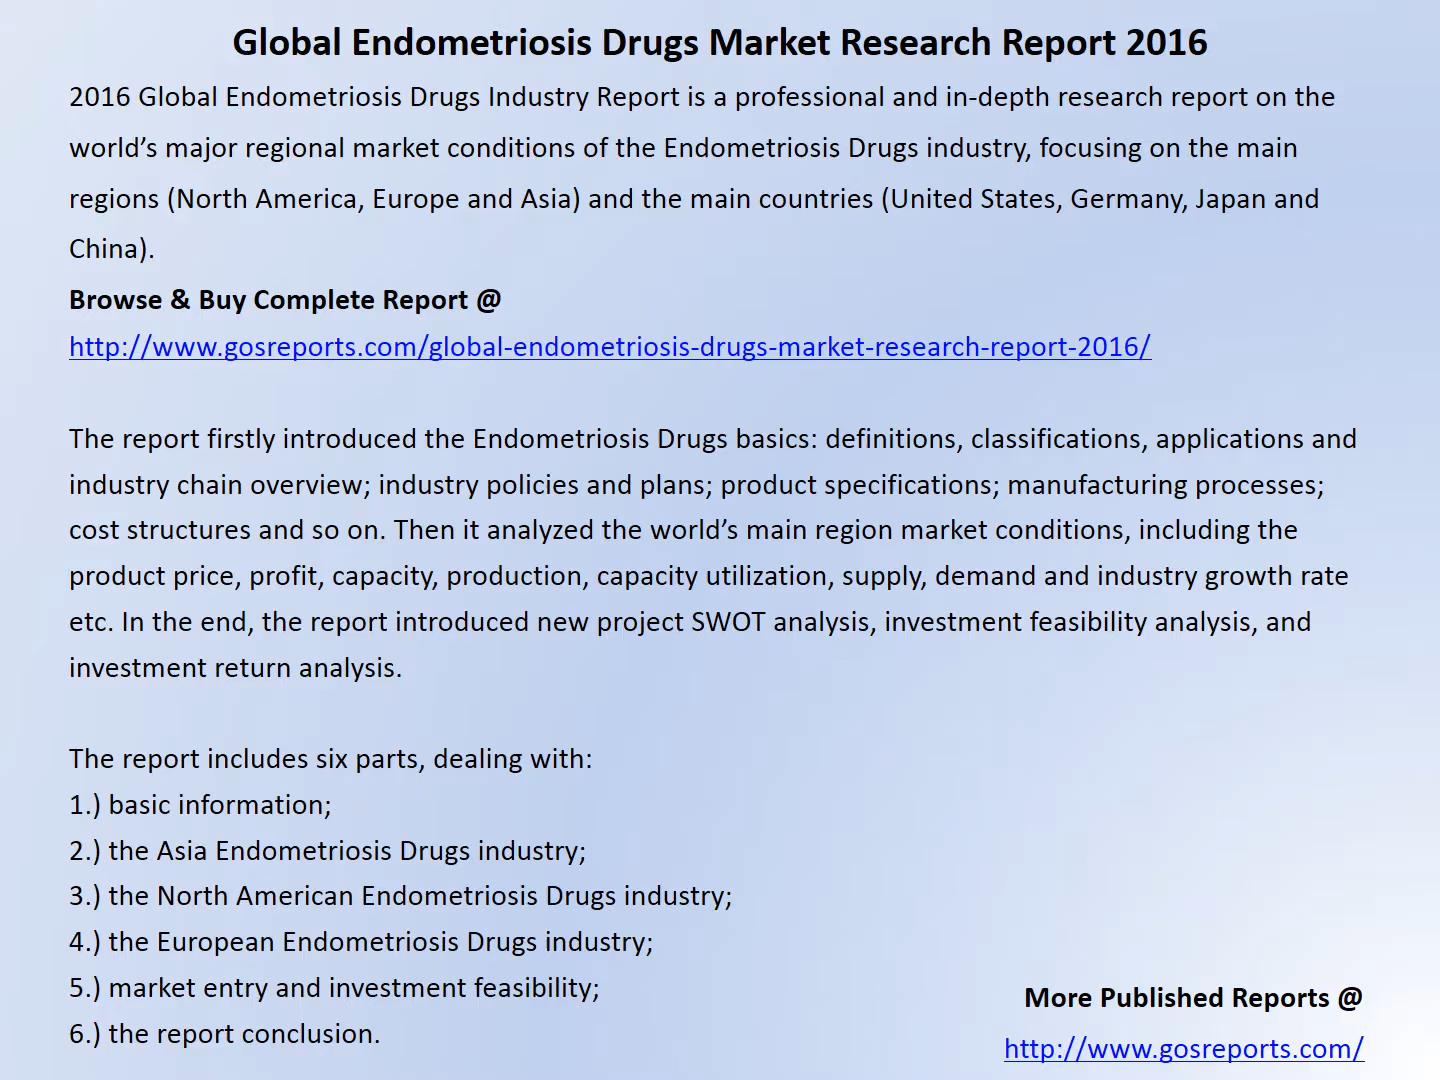 Global Endometriosis Drugs Market Research Report 2016
2016 Global Endometriosis Drugs Industry Report is a professional and in-depth research report on the
world’s major regional market conditions of the Endometriosis Drugs industry, focusing on the main
regions (North America, Europe and Asia) and the main countries (United States, Germany, Japan and
China).
Browse & Buy Complete Report @
http://www.gosreports.com/global-endometriosis-drugs-market-research-report-2016/
The report firstly introduced the Endometriosis Drugs basics: definitions, classifications, applications and
industry chain overview; industry policies and plans; product specifications; manufacturing processes;
cost structures and so on. Then it analyzed the world’s main region market conditions, including the
product price, profit, capacity, production, capacity utilization, supply, demand and industry growth rate
etc. In the end, the report introduced new project SWOT analysis, investment feasibility analysis, and
investment return analysis.
The report includes six parts, dealing with:
1.) basic information;
2.) the Asia Endometriosis Drugs industry;
3.) the North American Endometriosis Drugs industry;
4.) the European Endometriosis Drugs industry;
5.) market entry and investment feasibility;
6.) the report conclusion.
More Published Reports @
http://www.gosreports.com/